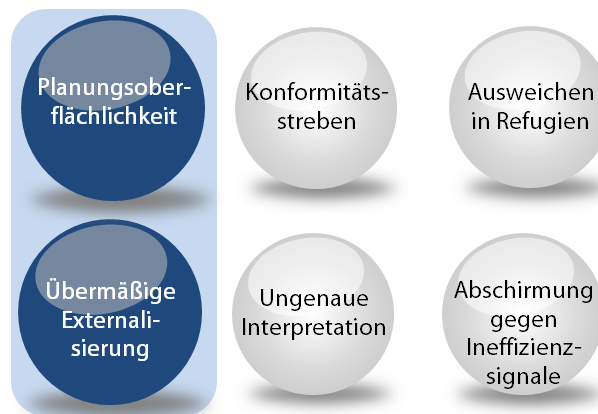 Planungsober-
flächlichkeit
Konformitäts-
streben
Ausweichen
in Refugien
Übermäßige
Externali-
sierung
Ungenaue
Interpretation
Abschirmung
gegen
Ineffizienz-
signale